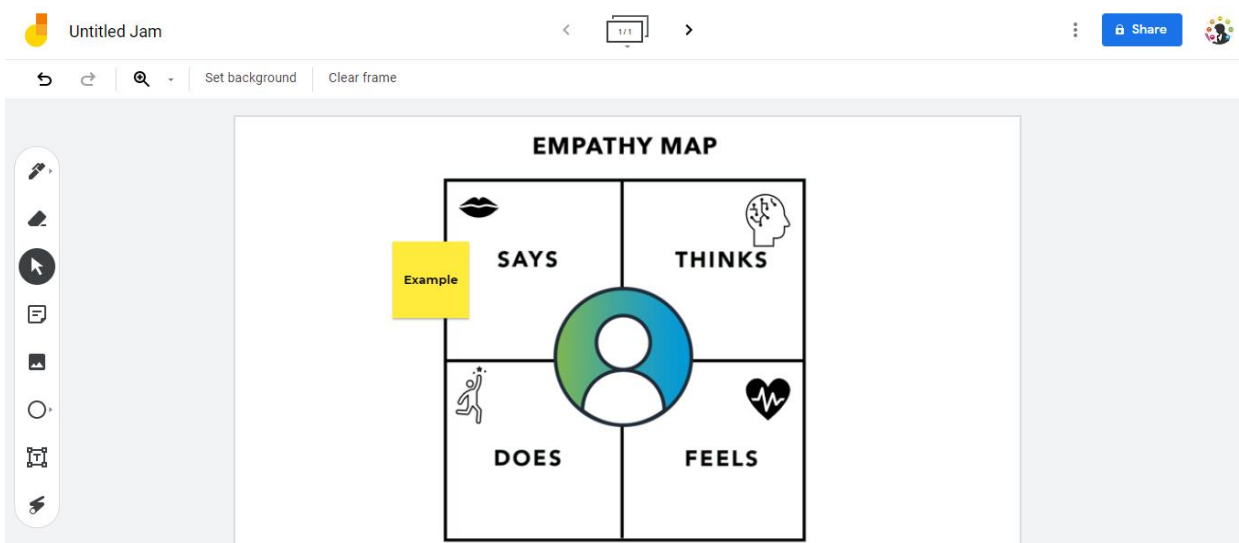 Untitled Jam
1/1
Share
Set background
Clear frame
EMPATHY MAP
SAYS
THINKS
Example
DOES
FEELS